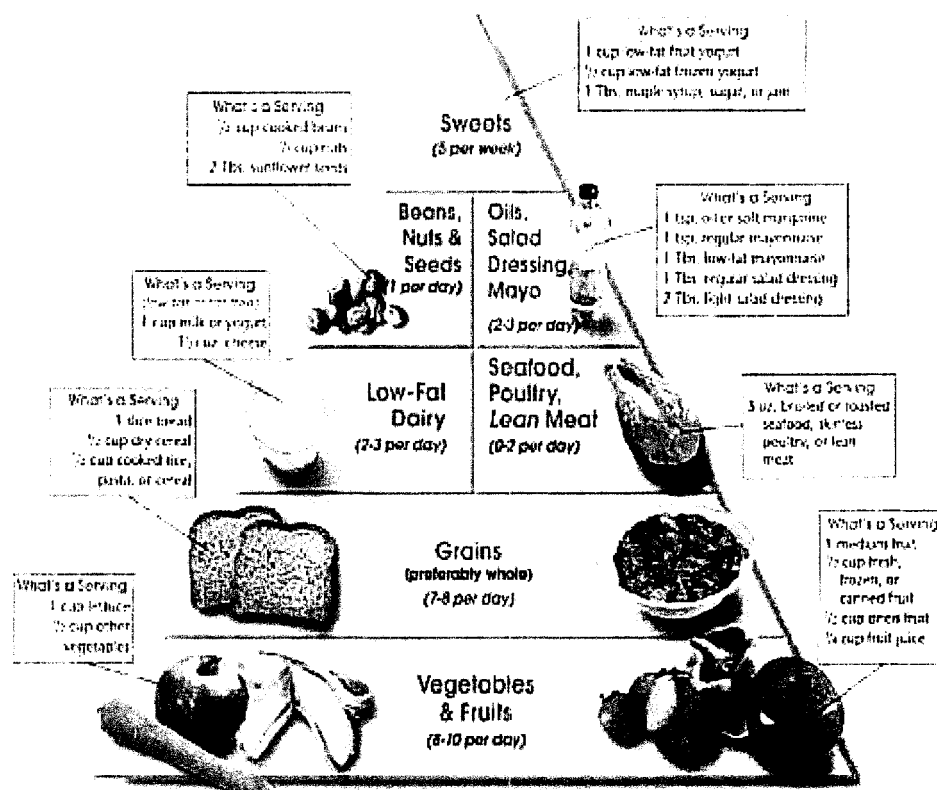 What's a Serving
1 cup low-fat fruit yogurt
½ cup low-fat frozen yogurt
1 Tbs. maple syrup, sugar, or jam
Sweets
(5 per week)
What's a Serving
½ cup cooked beans
cup nuts
2 Tbs. sunflower seeds
Beans,
Nuts &
Seeds
(1 per day)
Oils,
Salad
Dressing,
Mayo
(2-3 per day)
What's a Serving
1 tsp. oil or soft margarine
1 tsp. regular mayonnaise
1 Tbs. low-fat mayonnaise
1 Tbs. regular salad dressing
2 Tbs. light salad dressing
What's a Serving
1 cup milk or yogurt
oz. cheese
Low-Fat
Dairy
(2-3 per day)
Seafood,
Poultry,
Lean Meat
(0-2 per day)
What's a Serving
3 oz. broiled or roasted
seafood, skinless
poultry, or lean
meat
What's a Serving
1 slice bread
½ cup dry cereal
½ cup cooked rice,
pasta, or cereal
Grains
(preferably whole)
(7-8 per day)
What's a Serving
1 medium fruit
½ cup fresh,
frozen, or
canned fruit
cup dried fruit
cup fruit juice
What's a Serving
1 cup lettuce
½ cup other
vegetables
Vegetables
& Fruits
(8-10 per day)